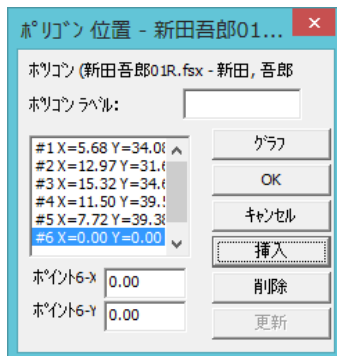 ﾎﾟﾘｺﾞﾝ 位置 - 新田吾郎01...
ﾎﾟﾘｺﾞﾝ (新田吾郎01R.fsx - 新田, 吾郎
ﾎﾟﾘｺﾞﾝ ﾗﾍﾞﾙ:
#1 X=5.68 Y=34.08
#2 X=12.97 Y=31.
#3 X=15.32 Y=34.
#4 X=11.50 Y=39.
#5 X=7.72 Y=39.38
#6 X=0.00 Y=0.00
ｸﾞﾗﾌ
OK
ｷｬﾝｾﾙ
挿入
削除
更新
ﾎﾟｲﾝﾄ6-X 0.00
ﾎﾟｲﾝﾄ6-Y 0.00